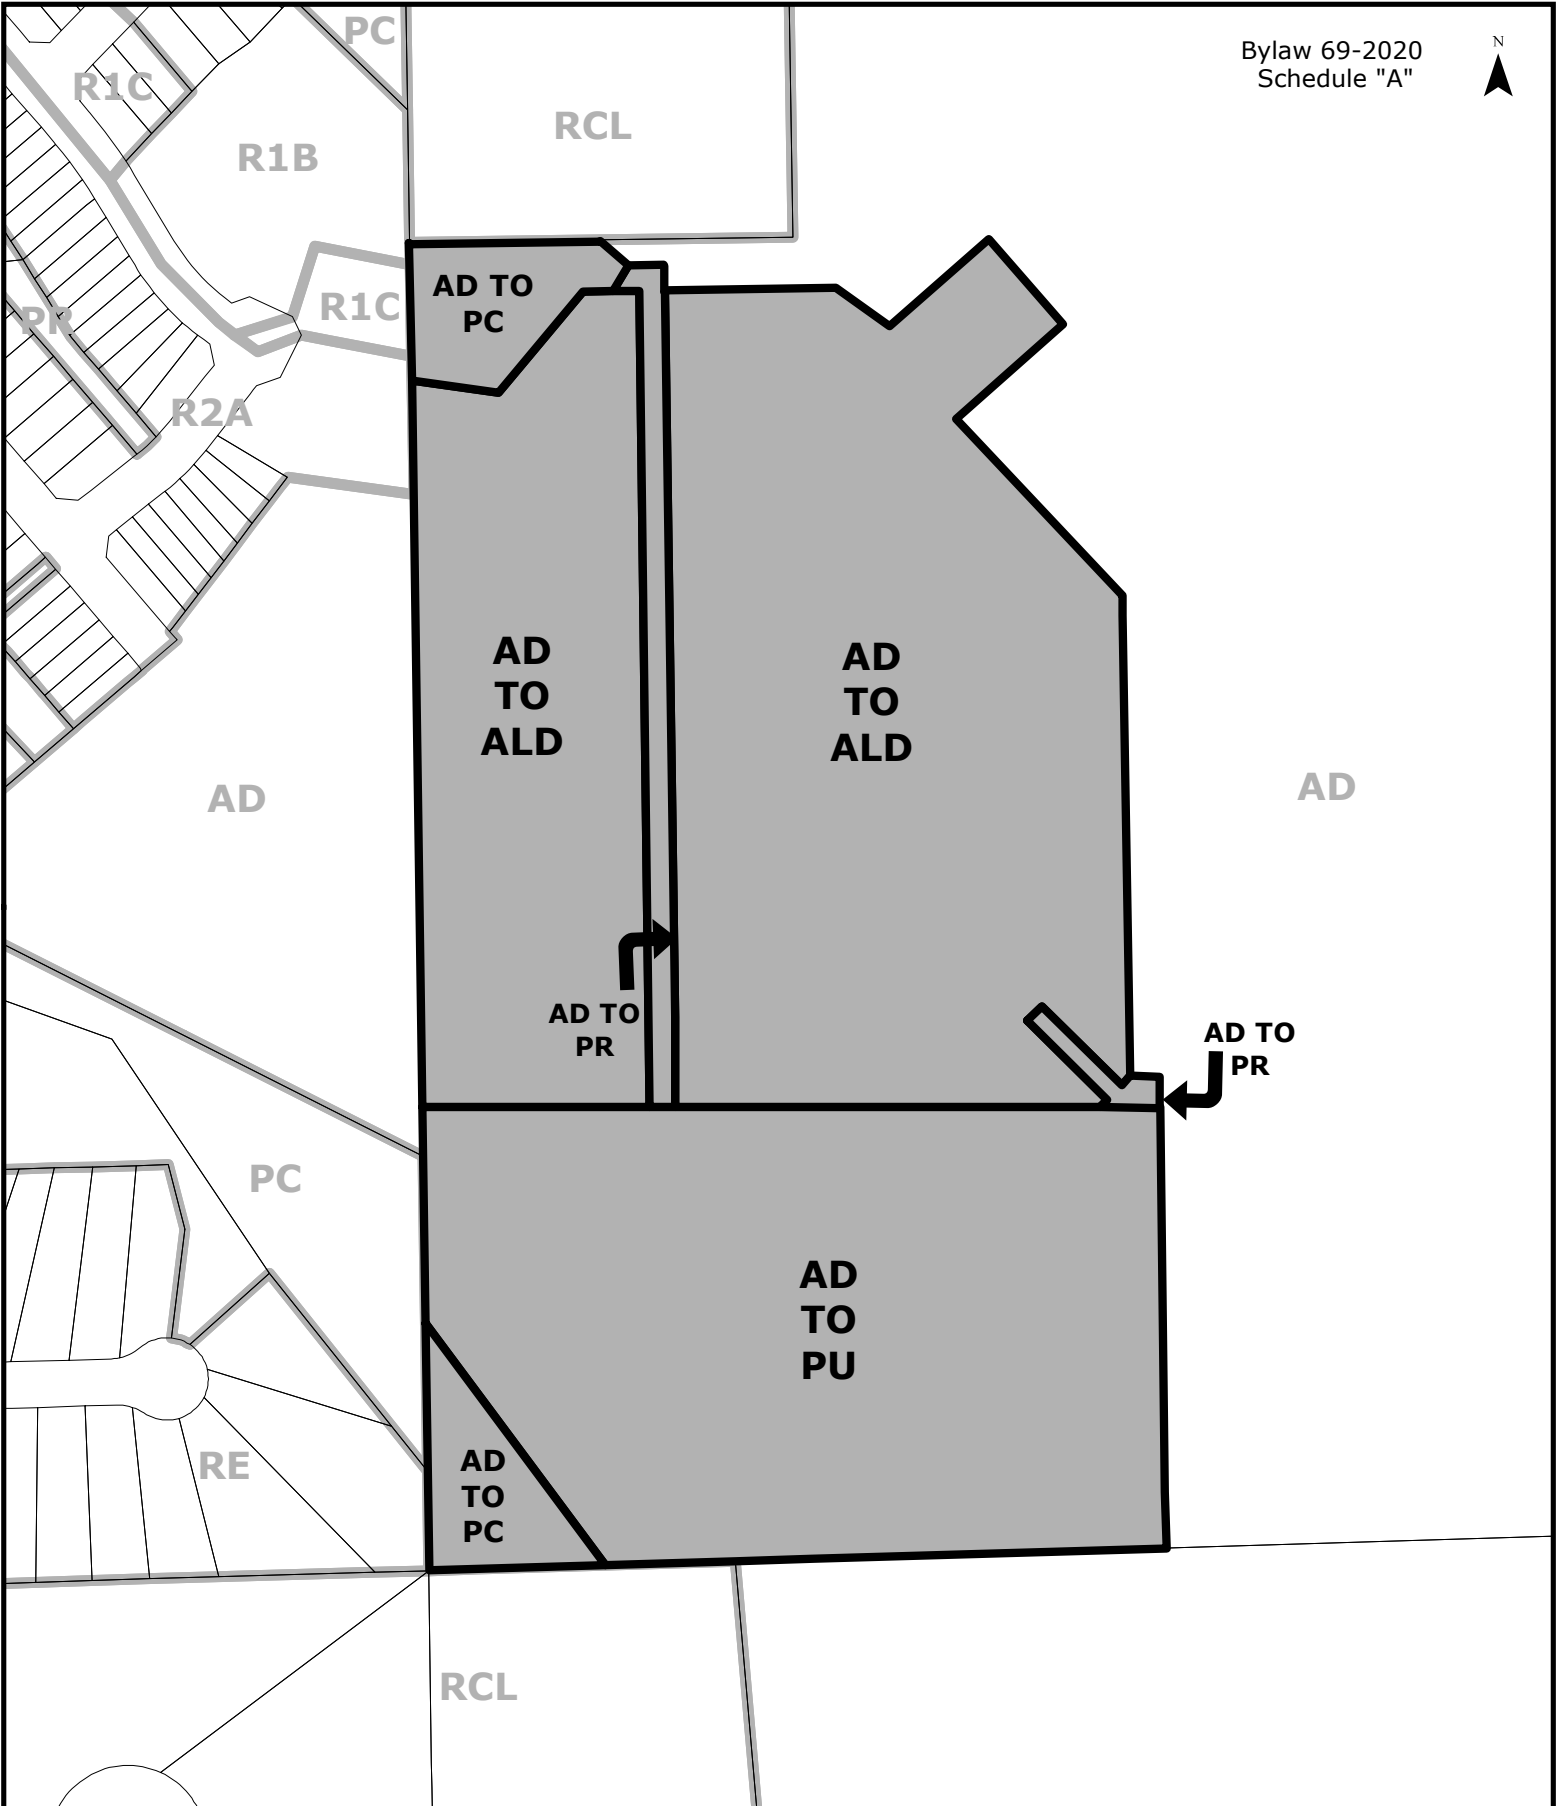 Bylaw 69-2020
Schedule "A"
N
PC
R1C
RCL
R1B
AD TO
PC
R1C
PR
R2A
AD
TO
ALD
AD
TO
ALD
AD
AD
AD TO
PR
AD TO
PR
PC
AD
TO
PU
AD
TO
PC
RE
RCL